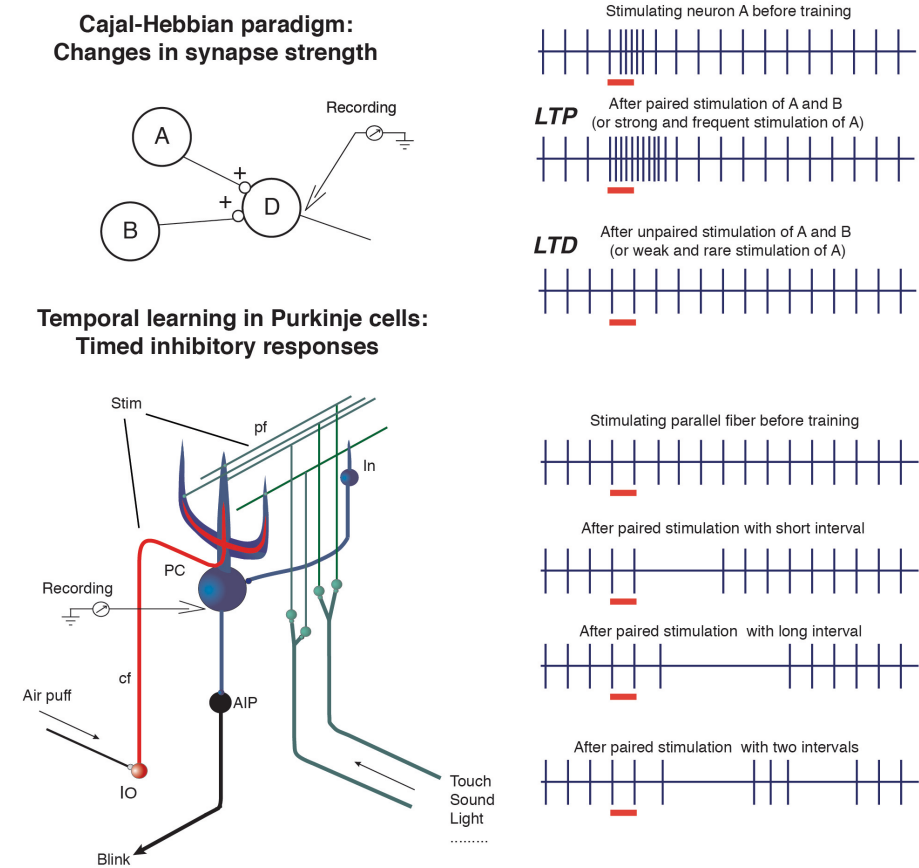 Cajal-Hebbian paradigm:
Changes in synapse strength
Recording
A
+
+
B
D
Stimulating neuron A before training
LTP
After paired stimulation of A and B
(or strong and frequent stimulation of A)
LTD
After unpaired stimulation of A and B
(or weak and rare stimulation of A)
Temporal learning in Purkinje cells:
Timed inhibitory responses
Stim
pf
In
PC
Recording
cf
Air puff
AIP
IO
Touch
Sound
Light
.........
Blink
Stimulating parallel fiber before training
After paired stimulation with short interval
After paired stimulation with long interval
After paired stimulation with two intervals